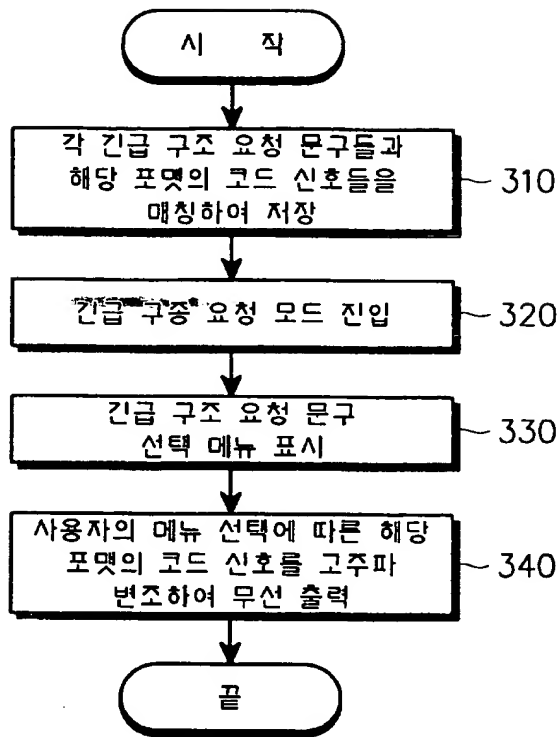 시 작
각 긴급 구조 요청 문구들과
해당 포맷의 코드 신호들을
매칭하여 저장
310
긴급 구종 요청 모드 진입
320
긴급 구조 요청 문구
선택 메뉴 표시
330
사용자의 메뉴 선택에 따른 해당
포맷의 코드 신호를 고주파
변조하여 무선 출력
340
끝